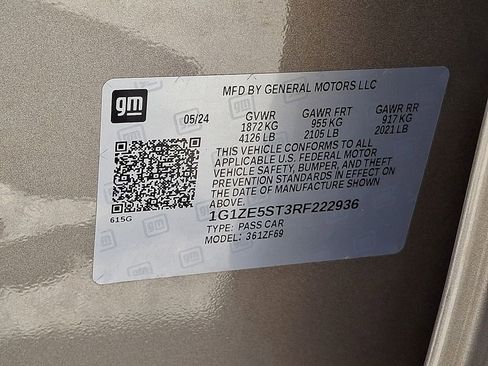 MFD BY GENERAL MOTORS LLC
gm
05/24 GVWR GAWR FRT GAWR RR
1872 KG 955 KG 917 KG
4126 LB 2105 LB 2021 LB
THIS VEHICLE CONFORMS TO ALL
APPLICABLE U.S. FEDERAL MOTOR
VEHICLE SAFETY, BUMPER, AND THEFT
PREVENTION STANDARDS IN EFFECT ON
THE DATE OF MANUFACTURE SHOWN
ABOVE.
615G
1G1ZE5ST3RF222936
TYPE: PASS CAR
MODEL: 361ZF69